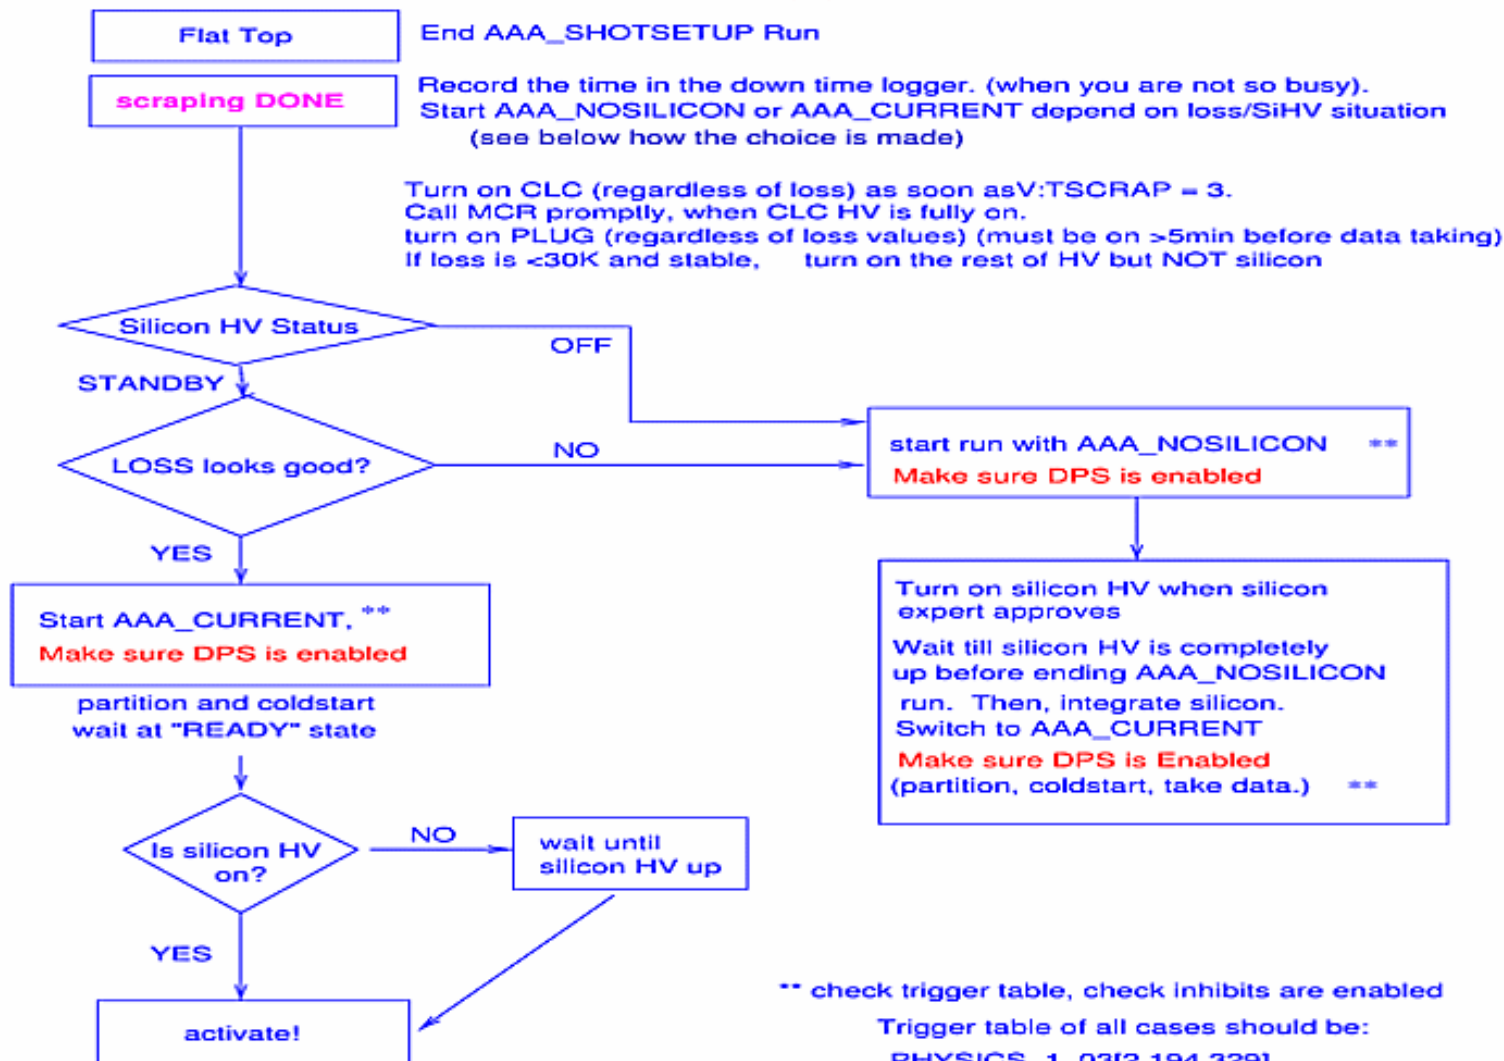 Flat Top
End AAA_SHOTSETUP Run
scraping DONE
Record the time in the down time logger. (when you are not so busy).
Start AAA_NOSILICON or AAA_CURRENT depend on loss/SiHV situation
(see below how the choice is made)
Turn on CLC (regardless of loss) as soon asV:TSCRAP = 3.
Call MCR promptly, when CLC HV is fully on.
turn on PLUG (regardless of loss values) (must be on >5min before data taking)
If loss is <30K and stable, turn on the rest of HV but NOT silicon
Silicon HV Status
OFF
STANDBY
LOSS looks good?
NO
start run with AAA_NOSILICON **
Make sure DPS is enabled
YES
Start AAA_CURRENT, **
Make sure DPS is enabled
partition and coldstart
wait at "READY" state
Turn on silicon HV when silicon
expert approves
Wait till silicon HV is completely
up before ending AAA_NOSILICON
run. Then, integrate silicon.
Switch to AAA_CURRENT
Make sure DPS is Enabled
(partition, coldstart, take data.) **
Is silicon HV
on?
NO
wait until
silicon HV up
YES
activate!
** check trigger table, check inhibits are enabled
Trigger table of all cases should be:
PHYSICS_1_03[2,194,329]